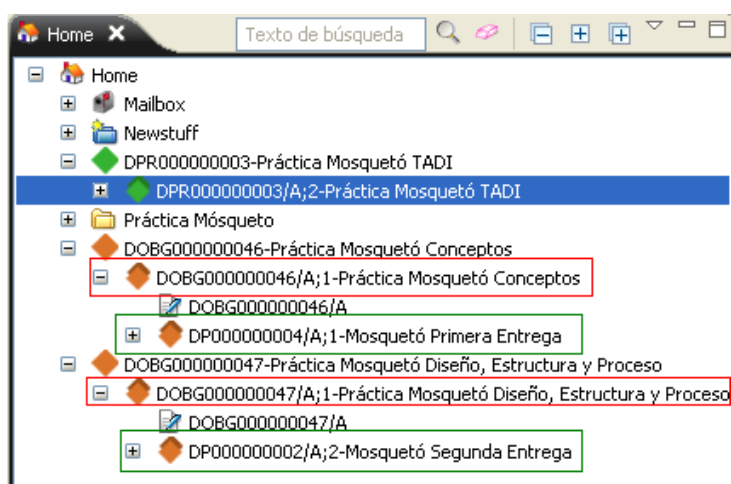 Home
Texto de búsqueda
Home
Mailbox
Newstuff
DPR000000003-Práctica Mosquetó TADI
DPR000000003/A;2-Práctica Mosquetó TADI
Práctica Mósqueto
DOBG000000046-Práctica Mosquetó Conceptos
DOBG000000046/A;1-Práctica Mosquetó Conceptos
DOBG000000046/A
DP000000004/A;1-Mosquetó Primera Entrega
DOBG000000047-Práctica Mosquetó Diseño, Estructura y Proceso
DOBG000000047/A;1-Práctica Mosquetó Diseño, Estructura y Proceso
DOBG000000047/A
DP000000002/A;2-Mosquetó Segunda Entrega